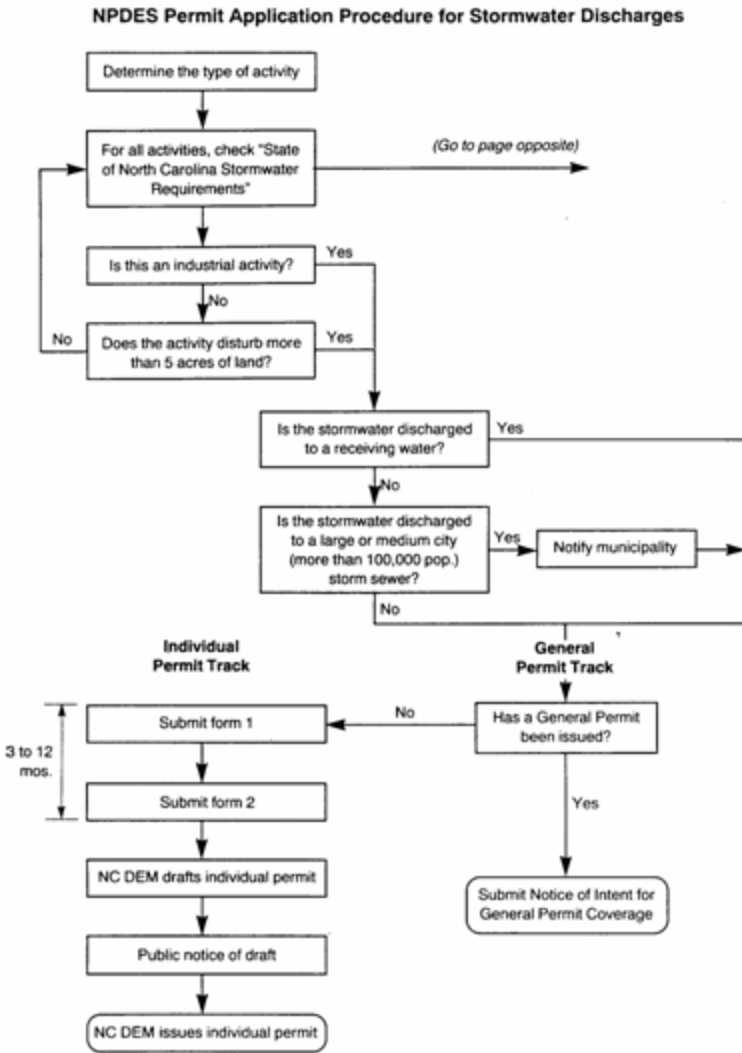 NPDES Permit Application Procedure for Stormwater Discharges
Determine the type of activity
For all activities, check "State
of North Carolina Stormwater
Requirements"
(Go to page opposite)
Is this an industrial activity?
Yes
No
Does the activity disturb more
than 5 acres of land?
No
Yes
Is the stormwater discharged
to a receiving water?
Yes
No
Is the stormwater discharged
to a large or medium city
(more than 100,000 pop.)
storm sewer?
Yes
Notify municipality
No
Individual
Permit Track
General
Permit Track
Submit form 1
No
Has a General Permit
been issued?
3 to 12
mos.
Submit form 2
Yes
NC DEM drafts individual permit
Submit Notice of Intent for
General Permit Coverage
Public notice of draft
NC DEM issues individual permit